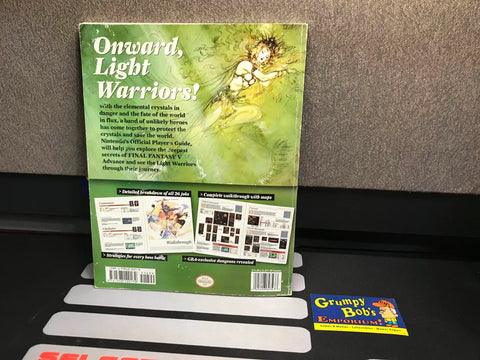 Onward,
Light
Warriors!
With the elemental crystals in
danger and the fate of the world
in flux, a band of unlikely heroes
has come together to protect the
crystals and save the world.
Nintendo's Official Player's Guide,
will help you explore the deepest
secrets of FINAL FANTASY V
Advance and see the Light Warriors
through their journey.
> Detailed breakdown of all 26 jobs
> Complete walkthrough with maps
Walkthrough
> Strategies for every boss battle
> GBA-exclusive dungeons revealed
Grumpy
Bob's
EMPORIUM!
SELEC